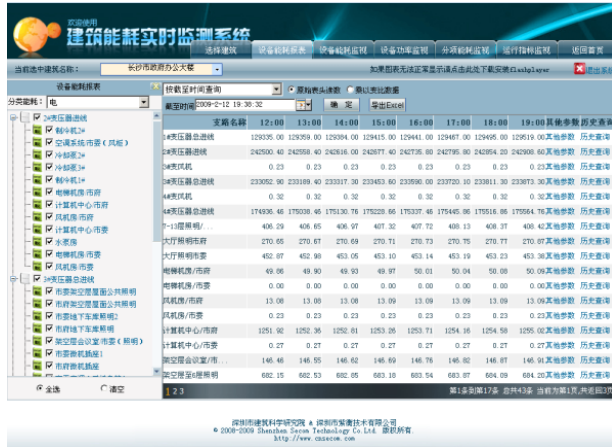 欢迎使用
建筑能耗实时监测系统
选择建筑 设备能耗报表 设备能耗监视 设备功率监视 分项能耗监视 运行指标监视 返回首页
当前选中建筑名称： 长沙市政府办公大楼 如果图表无法正常显示请点击此处下载安装flashplayer 退出系统
设备能耗报表
分类能耗： 电
按截至时间查询 原始表头读数 乘以变比数据
截至时间 2009-2-12 19:38:32 确 定 导出Excel
2#变压器总进线
制冷机2#
空调系统/市委（风柜）
冷却泵2#
冷却泵3#
制冷机1#
电梯机房/市府
计算机中心/市府
风机房/市府
计算机中心/市委
水泵房
电梯机房/市委
风机房/市委
3#变压器总进线
市委架空层屋面公共照明
市府架空层屋面公共照明
市委地下车库照明2
市府地下车库照明
架空层会议室/市委（照明）
市委微机插座1
市府微机插座
全选 清空
支路名称 12:00 13:00 14:00 15:00 16:00 17:00 18:00 19:00 其他参数 历史查询
1#变压器总进线 129335.00 129359.00 129384.00 129415.00 129441.00 129467.00 129495.00 129519.00 其他参数 历史查询
2#变压器进线 242500.40 242558.40 242616.00 242677.40 242735.80 242795.80 242854.20 242908.60 其他参数 历史查询
3#变风机 0.23 0.23 0.23 0.23 0.23 0.23 0.23 0.23 其他参数 历史查询
3#变压器总进线 233052.90 233189.40 233317.30 233453.60 233590.00 233720.10 233811.30 233873.30 其他参数 历史查询
4#变风机 0.32 0.32 0.32 0.32 0.32 0.32 0.32 0.32 其他参数 历史查询
4#变压器总进线 174936.46 175038.46 175130.76 175228.66 175337.46 175445.86 175516.86 175564.76 其他参数 历史查询
7-13层照明/... 406.29 406.65 406.97 407.32 407.72 408.13 408.37 408.42 其他参数 历史查询
大厅照明市府 270.65 270.67 270.69 270.71 270.73 270.75 270.77 270.87 其他参数 历史查询
大厅照明市委 452.87 452.98 453.05 453.10 453.14 453.19 453.23 453.38 其他参数 历史查询
电梯机房/市府 49.86 49.90 49.93 49.97 50.01 50.04 50.08 50.09 其他参数 历史查询
电梯机房/市委 0.00 0.00 0.00 0.00 0.00 0.00 0.00 0.00 其他参数 历史查询
风机房/市府 13.08 13.08 13.08 13.09 13.09 13.09 13.09 13.09 其他参数 历史查询
风机房/市委 0.23 0.23 0.23 0.23 0.23 0.23 0.23 0.23 其他参数 历史查询
计算机中心/市府 1251.92 1252.36 1252.81 1253.26 1253.71 1254.16 1254.58 1255.02 其他参数 历史查询
计算机中心/市委 0.27 0.27 0.27 0.27 0.27 0.27 0.27 0.27 其他参数 历史查询
架空层会议室/市... 146.46 146.55 146.62 146.69 146.76 146.82 146.87 146.91 其他参数 历史查询
架空层至6层照明 682.15 682.53 682.85 683.18 683.54 683.87 684.09 684.20 其他参数 历史查询
1 2 3 第1条到第17条 总共43条 当前为第1页,共返回3页
深圳市建筑科学研究院 & 深圳市紫衡技术有限公司
© 2008-2009 Shenzhen Secom Technology Co.Ltd. 版权所有.
http://www.cnsecom.com